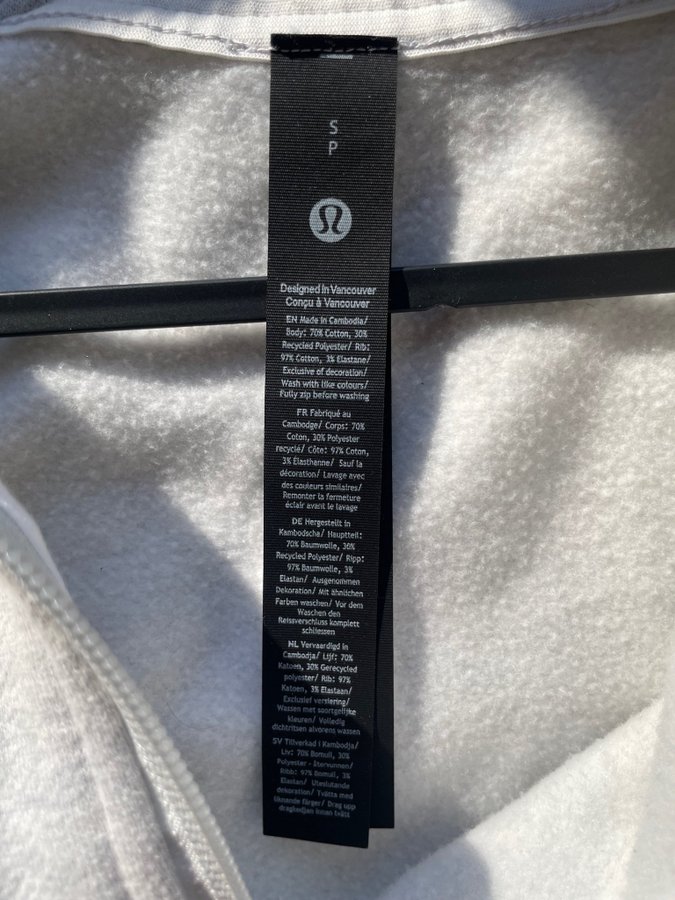 S
P
Designed in Vancouver
Conçu à Vancouver
EN Made in Cambodia/
Body: 70% Cotton, 30%
Recycled Polyester/ Rib:
97% Cotton, 3% Elastane/
Exclusive of decoration/
Wash with like colours/
Fully zip before washing
FR Fabriqué au
Cambodge/ Corps: 70%
Coton, 30% Polyester
recyclé/ Côte: 97% Coton,
3% Élasthanne/ Sauf la
décoration/ Lavage avec
des couleurs similaires/
Remonter la fermeture
éclair avant le lavage
DE Hergestellt in
Kambodscha/ Hauptteil:
70% Baumwolle, 30%
Recycled Polyester/ Ripp:
97% Baumwolle, 3%
Elastan/ Ausgenommen
Dekoration/ Mit ähnlichen
Farben waschen/ Vor dem
Waschen den
Reissverschluss komplett
schliessen
NL Vervaardigd in
Cambodja/ Lijf: 70%
Katoen, 30% Gerecycled
polyester/ Rib: 97%
Katoen, 3% Elastaan/
Exclusief versiering/
Wassen met soortgelijke
kleuren/ Volledig
dichtritsen alvorens wassen
SV Tillverkad i Kambodja/
Liv: 70% Bomull, 30%
Polyester - återvunnen/
Ribb: 97% Bomull, 3%
Elastan/ Uteslutande
dekoration/ Tvätta med
liknande färger/ Drag upp
dragkedjan innan tvätt